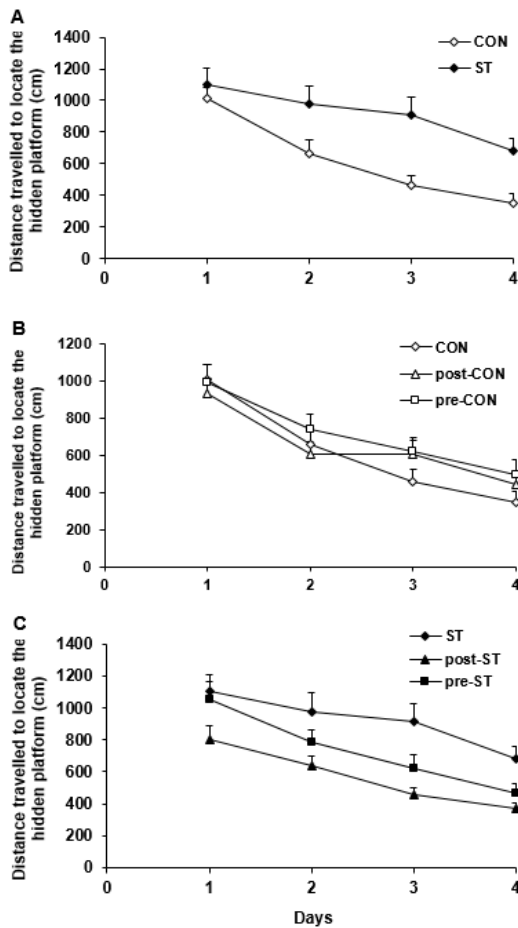 A
Distance travelled to locate the
hidden platform (cm)
1400
1200
1000
800
600
400
200
0
CON
ST
0 1 2 3 4
B
Distance travelled to locate the
hidden platform (cm)
1200
1000
800
600
400
200
0
CON
post-CON
pre-CON
0 1 2 3 4
C
Distance travelled to locate the
hidden platform (cm)
1400
1200
1000
800
600
400
200
0
ST
post-ST
pre-ST
0 1 2 3 4
Days